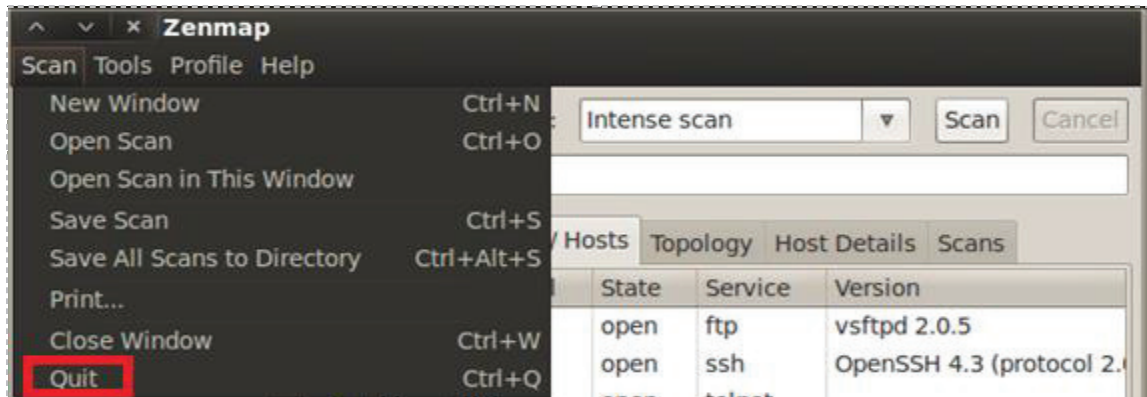 Zenmap
Scan Tools Profile Help
New Window Ctrl+N
Open Scan Ctrl+O
Open Scan in This Window
Save Scan Ctrl+S
Save All Scans to Directory Ctrl+Alt+S
Print...
Close Window Ctrl+W
Quit Ctrl+Q
: Intense scan Scan Cancel
/ Hosts Topology Host Details Scans
State Service Version
open ftp vsftpd 2.0.5
open ssh OpenSSH 4.3 (protocol 2.